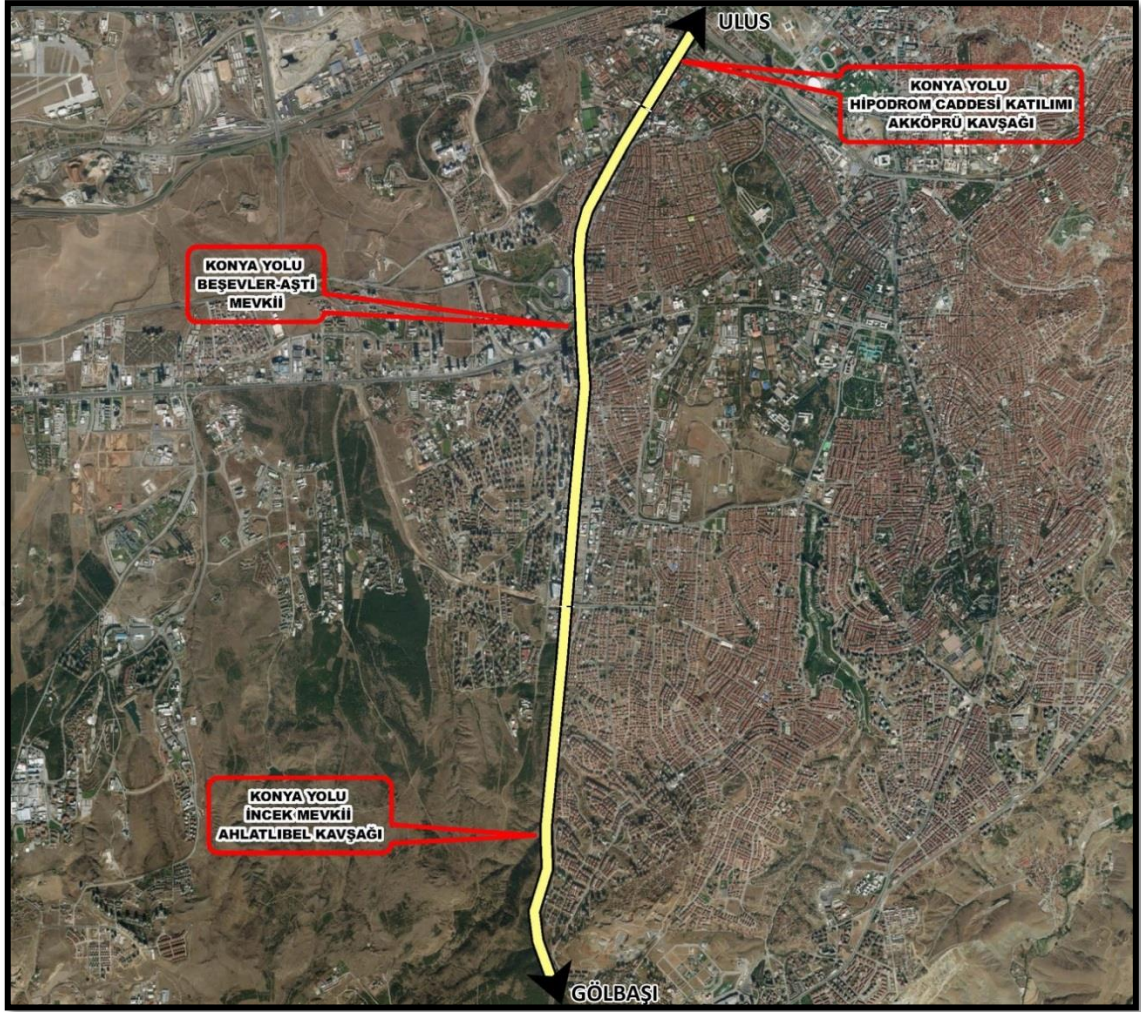 ULUS
KONYA YOLU
HİPODROM CADDESİ KATILIMI
AKKÖPRÜ KAVŞAĞI
KONYA YOLU
BEŞEVLER-AŞTİ
MEVKİİ
KONYA YOLU
İNCEK MEVKİİ
AHLATLIBEL KAVŞAĞI
GÖLBAŞI